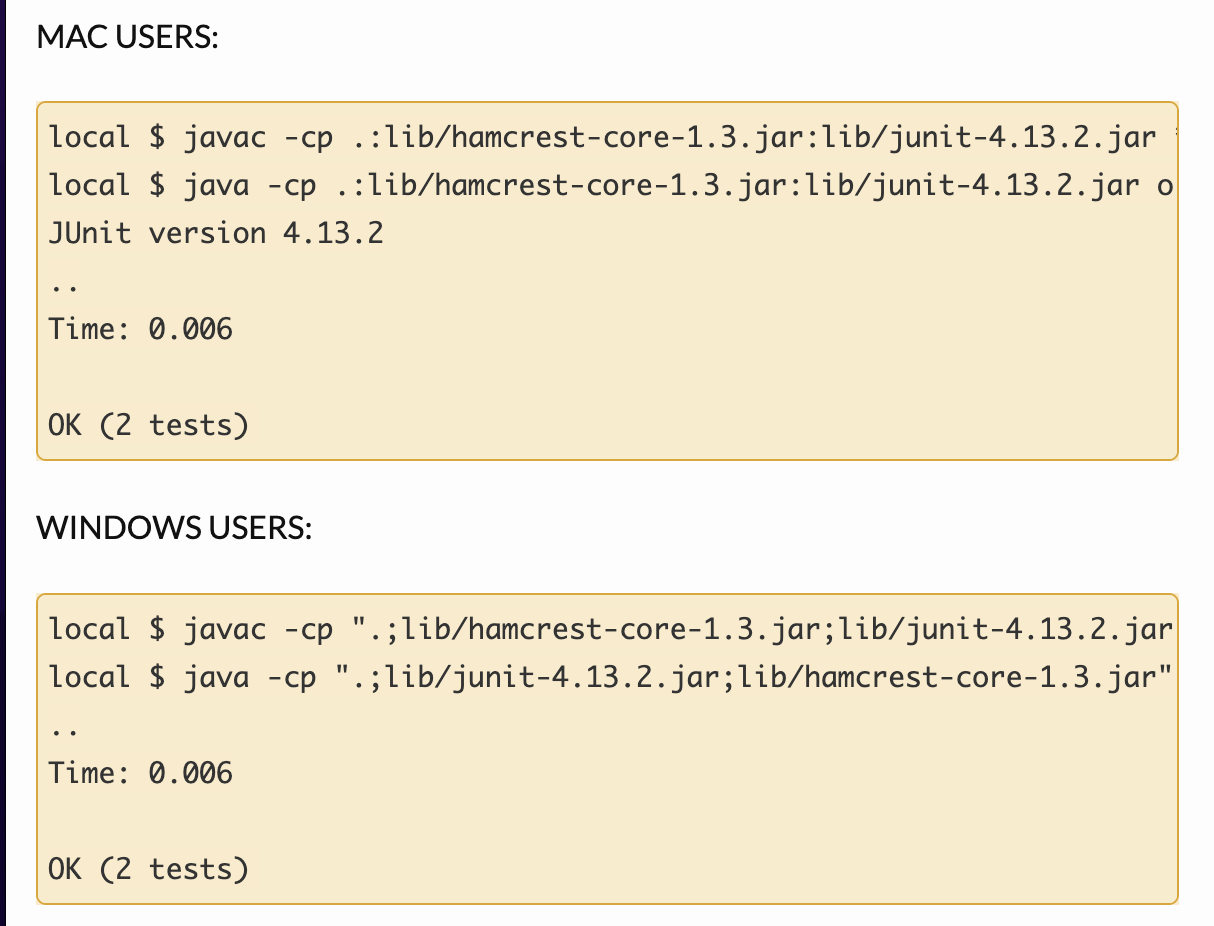 MAC USERS:
local $ javac -cp .:lib/hamcrest-core-1.3.jar:lib/junit-4.13.2.jar
local $ java -cp .:lib/hamcrest-core-1.3.jar:lib/junit-4.13.2.jar o
JUnit version 4.13.2
..
Time: 0.006
OK (2 tests)
WINDOWS USERS:
local $ javac -cp ".;lib/hamcrest-core-1.3.jar;lib/junit-4.13.2.jar
local $ java -cp ".;lib/junit-4.13.2.jar;lib/hamcrest-core-1.3.jar"
..
Time: 0.006
OK (2 tests)